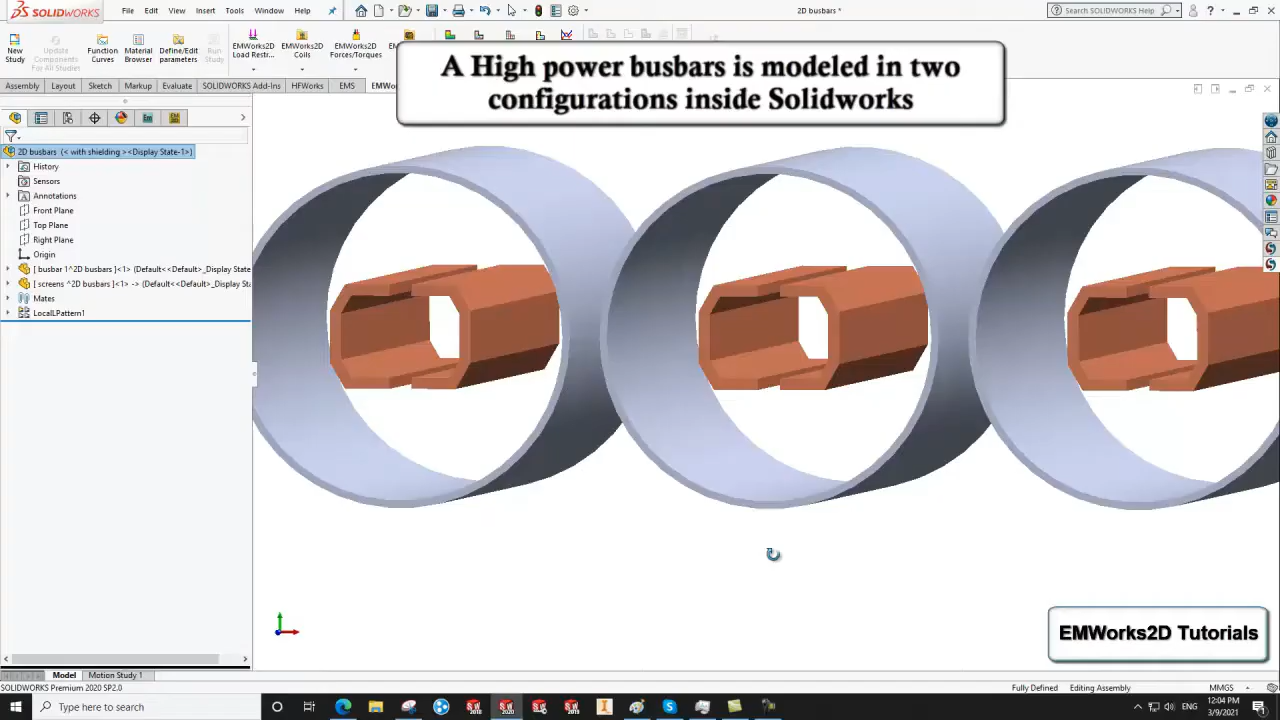 SOLIDWORKS
File Edit View Insert Tools Window Help
2D busbars *
Search SOLIDWORKS Help
New Study
Update Components For All Studies
Function Curves
Material Browser
Define/Edit parameters
Run Study
EMWorks2D Load Restr...
EMWorks2D Coils
EMWorks2D Forces/Torques
A High power busbars is modeled in two
configurations inside Solidworks
Assembly Layout Sketch Markup Evaluate SOLIDWORKS Add-Ins HFWorks EMS EMWo
2D busbars (< with shielding ><Display State-1>)
History
Sensors
Annotations
Front Plane
Top Plane
Right Plane
Origin
[ busbar 1^2D busbars ]<1> (Default<<Default>_Display State
[ screens ^2D busbars ]<1> -> (Default<<Default>_Display Sta
Mates
LocalLPattern1
EMWorks2D Tutorials
Model Motion Study 1
SOLIDWORKS Premium 2020 SP2.0
Fully Defined Editing Assembly MMGS
Type here to search
ENG
12:04 PM
3/9/2021